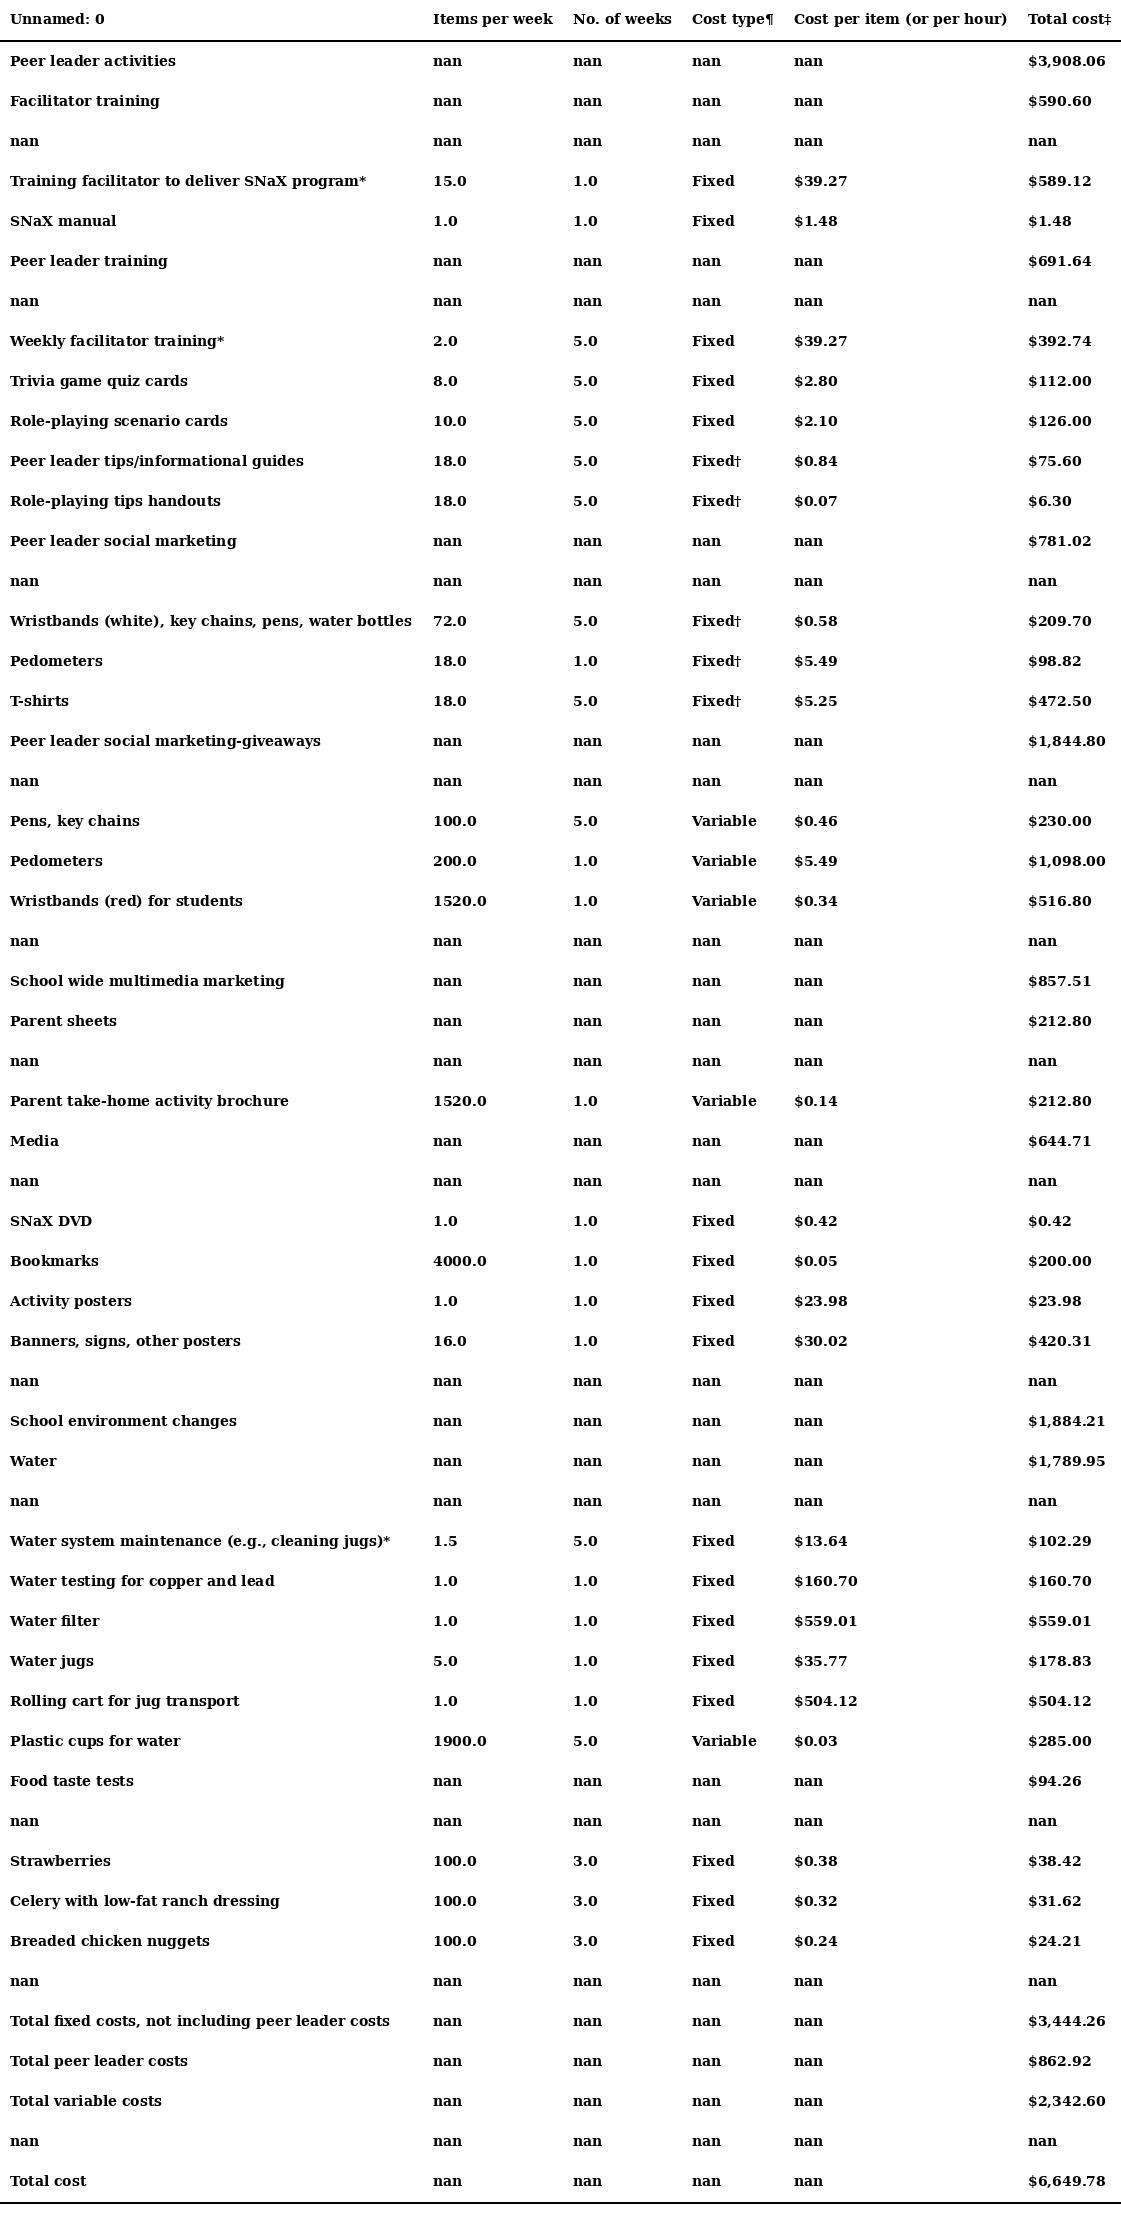 Unnamed: 0 Items per week No. of weeks Cost type¶ Cost per item (or per hour) Total cost‡
Peer leader activities nan nan nan nan $3,908.06
Facilitator training nan nan nan nan $590.60
nan nan nan nan nan nan
Training facilitator to deliver SNaX program* 15.0 1.0 Fixed $39.27 $589.12
SNaX manual 1.0 1.0 Fixed $1.48 $1.48
Peer leader training nan nan nan nan $691.64
nan nan nan nan nan nan
Weekly facilitator training* 2.0 5.0 Fixed $39.27 $392.74
Trivia game quiz cards 8.0 5.0 Fixed $2.80 $112.00
Role-playing scenario cards 10.0 5.0 Fixed $2.10 $126.00
Peer leader tips/informational guides 18.0 5.0 Fixed† $0.84 $75.60
Role-playing tips handouts 18.0 5.0 Fixed† $0.07 $6.30
Peer leader social marketing nan nan nan nan $781.02
nan nan nan nan nan nan
Wristbands (white), key chains, pens, water bottles 72.0 5.0 Fixed† $0.58 $209.70
Pedometers 18.0 1.0 Fixed† $5.49 $98.82
T-shirts 18.0 5.0 Fixed† $5.25 $472.50
Peer leader social marketing-giveaways nan nan nan nan $1,844.80
nan nan nan nan nan nan
Pens, key chains 100.0 5.0 Variable $0.46 $230.00
Pedometers 200.0 1.0 Variable $5.49 $1,098.00
Wristbands (red) for students 1520.0 1.0 Variable $0.34 $516.80
nan nan nan nan nan nan
School wide multimedia marketing nan nan nan nan $857.51
Parent sheets nan nan nan nan $212.80
nan nan nan nan nan nan
Parent take-home activity brochure 1520.0 1.0 Variable $0.14 $212.80
Media nan nan nan nan $644.71
nan nan nan nan nan nan
SNaX DVD 1.0 1.0 Fixed $0.42 $0.42
Bookmarks 4000.0 1.0 Fixed $0.05 $200.00
Activity posters 1.0 1.0 Fixed $23.98 $23.98
Banners, signs, other posters 16.0 1.0 Fixed $30.02 $420.31
nan nan nan nan nan nan
School environment changes nan nan nan nan $1,884.21
Water nan nan nan nan $1,789.95
nan nan nan nan nan nan
Water system maintenance (e.g., cleaning jugs)* 1.5 5.0 Fixed $13.64 $102.29
Water testing for copper and lead 1.0 1.0 Fixed $160.70 $160.70
Water filter 1.0 1.0 Fixed $559.01 $559.01
Water jugs 5.0 1.0 Fixed $35.77 $178.83
Rolling cart for jug transport 1.0 1.0 Fixed $504.12 $504.12
Plastic cups for water 1900.0 5.0 Variable $0.03 $285.00
Food taste tests nan nan nan nan $94.26
nan nan nan nan nan nan
Strawberries 100.0 3.0 Fixed $0.38 $38.42
Celery with low-fat ranch dressing 100.0 3.0 Fixed $0.32 $31.62
Breaded chicken nuggets 100.0 3.0 Fixed $0.24 $24.21
nan nan nan nan nan nan
Total fixed costs, not including peer leader costs nan nan nan nan $3,444.26
Total peer leader costs nan nan nan nan $862.92
Total variable costs nan nan nan nan $2,342.60
nan nan nan nan nan nan
Total cost nan nan nan nan $6,649.78